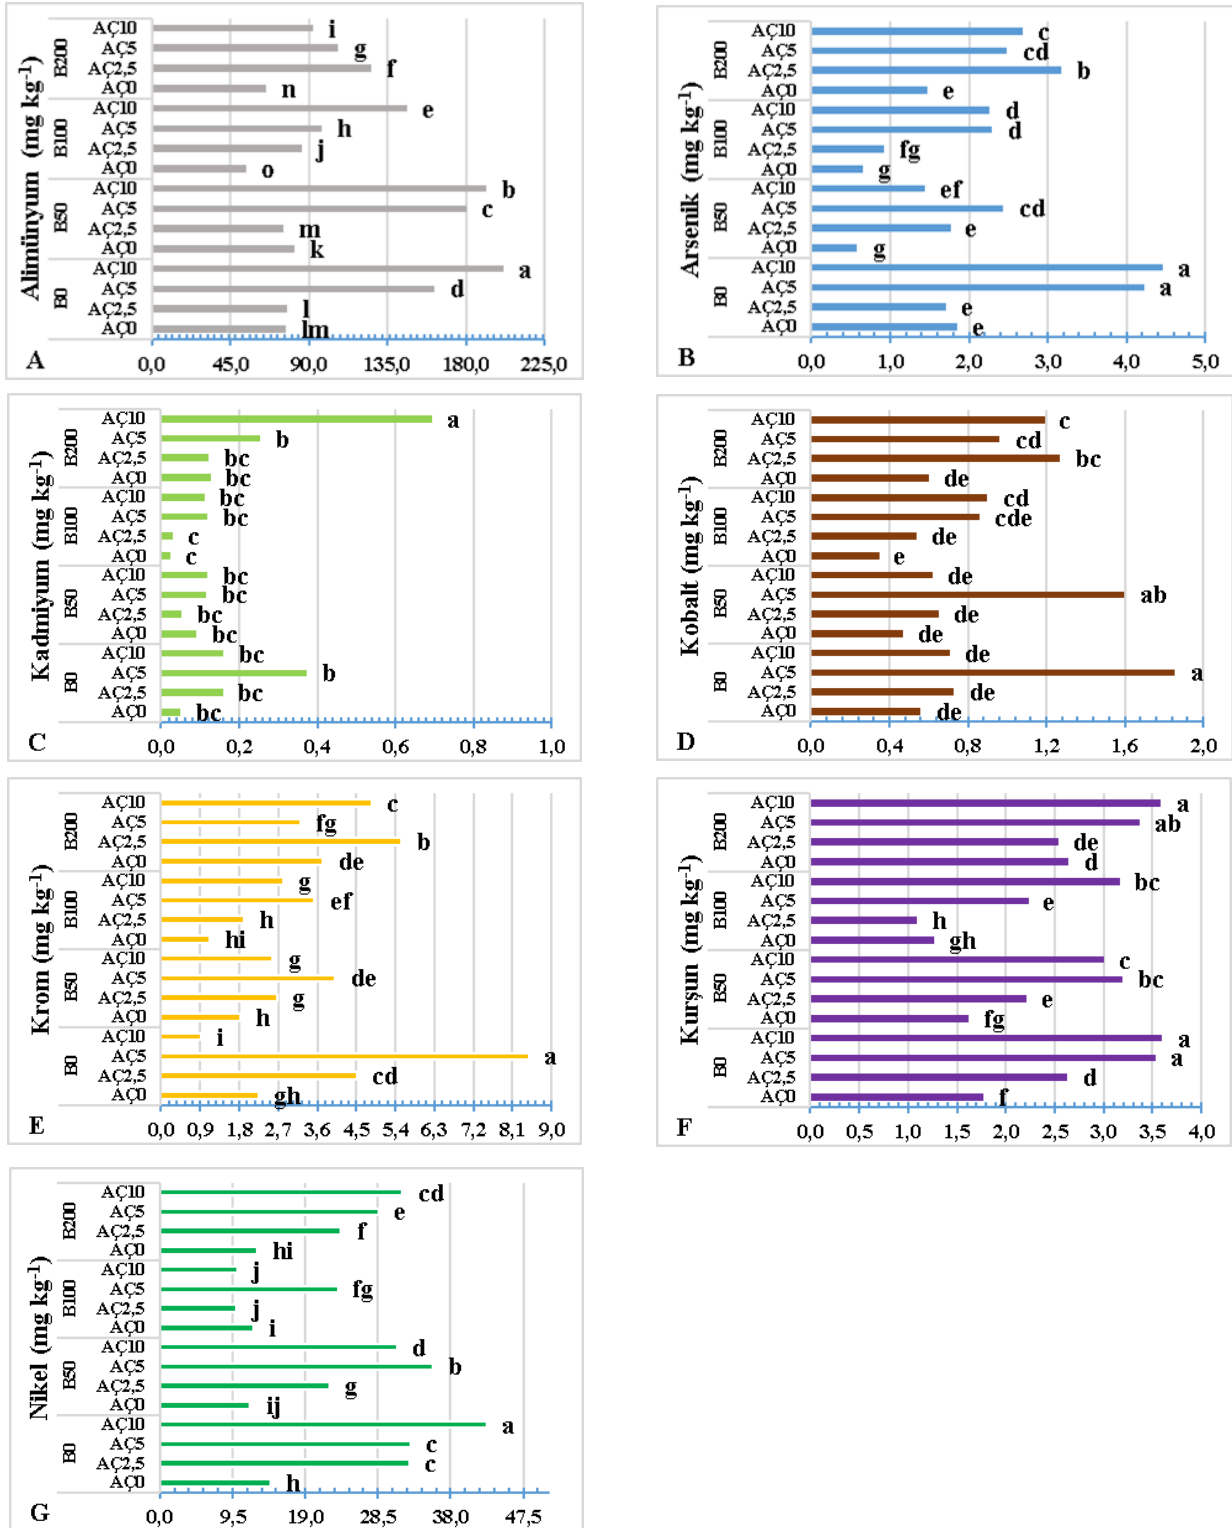 Alimünyum (mg kg-1)
B200
AÇ10 i
AÇ5 g
AÇ2,5 f
AÇ0 n
B100
AÇ10 e
AÇ5 h
AÇ2,5 j
AÇ0 o
B50
AÇ10 b
AÇ5 c
AÇ2,5 m
AÇ0 k
B0
AÇ10 a
AÇ5 d
AÇ2,5 l
AÇ0 lm
A
0,0 45,0 90,0 135,0 180,0 225,0
Arsenik (mg kg-1)
B200
AÇ10 c
AÇ5 cd
AÇ2,5 b
AÇ0 e
B100
AÇ10 d
AÇ5 d
AÇ2,5 fg
AÇ0 g
B50
AÇ10 ef
AÇ5 cd
AÇ2,5 e
AÇ0 g
B0
AÇ10 a
AÇ5 a
AÇ2,5 e
AÇ0 e
B
0,0 1,0 2,0 3,0 4,0 5,0
Kadmiyum (mg kg-1)
B200
AÇ10 a
AÇ5 b
AÇ2,5 bc
AÇ0 bc
B100
AÇ10 bc
AÇ5 bc
AÇ2,5 c
AÇ0 c
B50
AÇ10 bc
AÇ5 bc
AÇ2,5 bc
AÇ0 bc
B0
AÇ10 bc
AÇ5 b
AÇ2,5 bc
AÇ0 bc
C
0,0 0,2 0,4 0,6 0,8 1,0
Kobalt (mg kg-1)
B200
AÇ10 c
AÇ5 cd
AÇ2,5 bc
AÇ0 de
B100
AÇ10 cd
AÇ5 cde
AÇ2,5 de
AÇ0 e
B50
AÇ10 de
AÇ5 ab
AÇ2,5 de
AÇ0 de
B0
AÇ10 de
AÇ5 a
AÇ2,5 de
AÇ0 de
D
0,0 0,4 0,8 1,2 1,6 2,0
Krom (mg kg-1)
B200
AÇ10 c
AÇ5 fg
AÇ2,5 b
AÇ0 de
B100
AÇ10 g
AÇ5 ef
AÇ2,5 h
AÇ0 hi
B50
AÇ10 g
AÇ5 de
AÇ2,5 g
AÇ0 h
B0
AÇ10 i
AÇ5 a
AÇ2,5 cd
AÇ0 gh
E
0,0 0,9 1,8 2,7 3,6 4,5 5,4 6,3 7,2 8,1 9,0
Kurşun (mg kg-1)
B200
AÇ10 a
AÇ5 ab
AÇ2,5 de
AÇ0 d
B100
AÇ10 bc
AÇ5 e
AÇ2,5 h
AÇ0 gh
B50
AÇ10 c
AÇ5 bc
AÇ2,5 e
AÇ0 fg
B0
AÇ10 a
AÇ5 a
AÇ2,5 d
AÇ0 f
F
0,0 0,5 1,0 1,5 2,0 2,5 3,0 3,5 4,0
Nikel (mg kg-1)
B200
AÇ10 cd
AÇ5 e
AÇ2,5 f
AÇ0 hi
B100
AÇ10 j
AÇ5 fg
AÇ2,5 j
AÇ0 i
B50
AÇ10 d
AÇ5 b
AÇ2,5 g
AÇ0 ij
B0
AÇ10 a
AÇ5 c
AÇ2,5 c
AÇ0 h
G
0,0 9,5 19,0 28,5 38,0 47,5